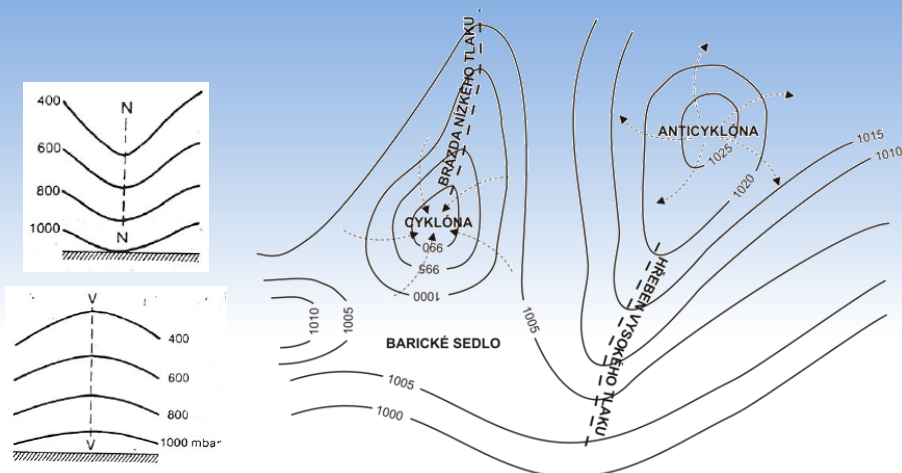 400
N
600
800
1000
N
V
400
600
800
1000 mbar
V
BRÁZDA NÍZKÉHO TLAKU
CYKLÓNA
990
995
1000
1010
1005
1005
BARICKÉ SEDLO
1005
1000
ANTICYKLÓNA
1025
1020
1015
1010
HŘEBEN VYSOKÉHO TLAKU